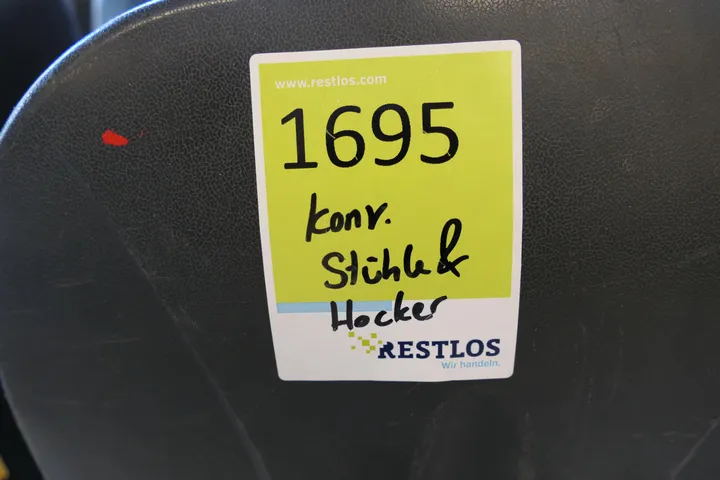 www.restlos.com
1695
Konv.
Stühle &
Hocker
RESTLOS
Wir handeln.